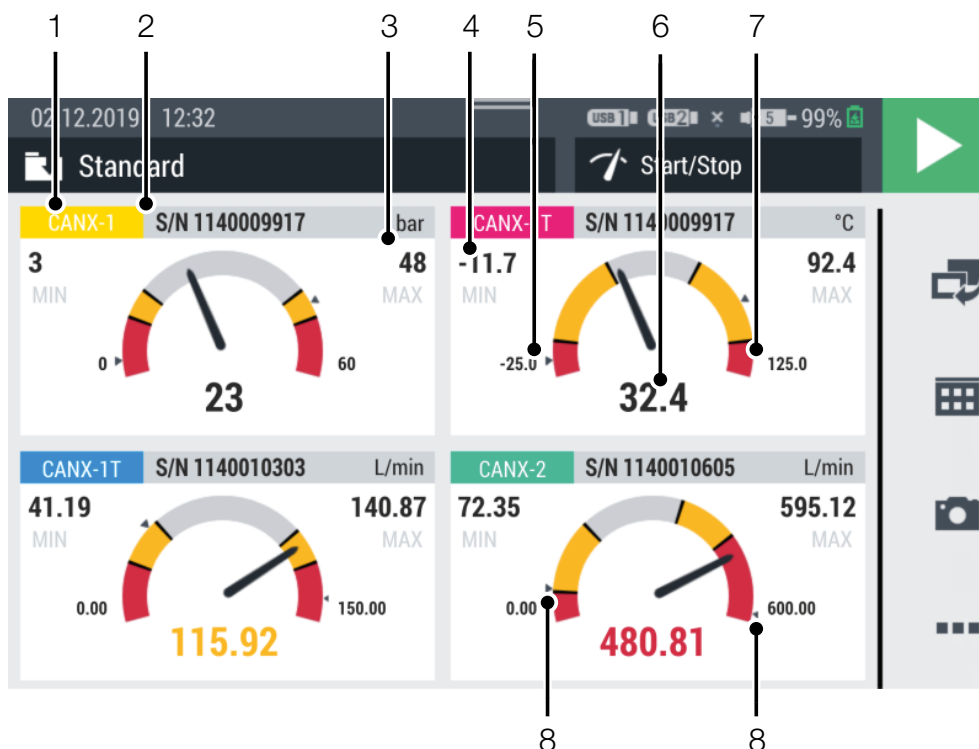 1 2 3 4 5 6 7
02.12.2019 12:32 USB 1 USB 2 5 99%
Standard Start/Stop
CANX-1 S/N 1140009917 bar
3 48
MIN MAX
0 60
23
CANX-1T S/N 1140009917 °C
-11.7 92.4
MIN MAX
-25.0 125.0
32.4
CANX-1T S/N 1140010303 L/min
41.19 140.87
MIN MAX
0.00 150.00
115.92
CANX-2 S/N 1140010605 L/min
72.35 595.12
MIN MAX
0.00 600.00
480.81
8 8